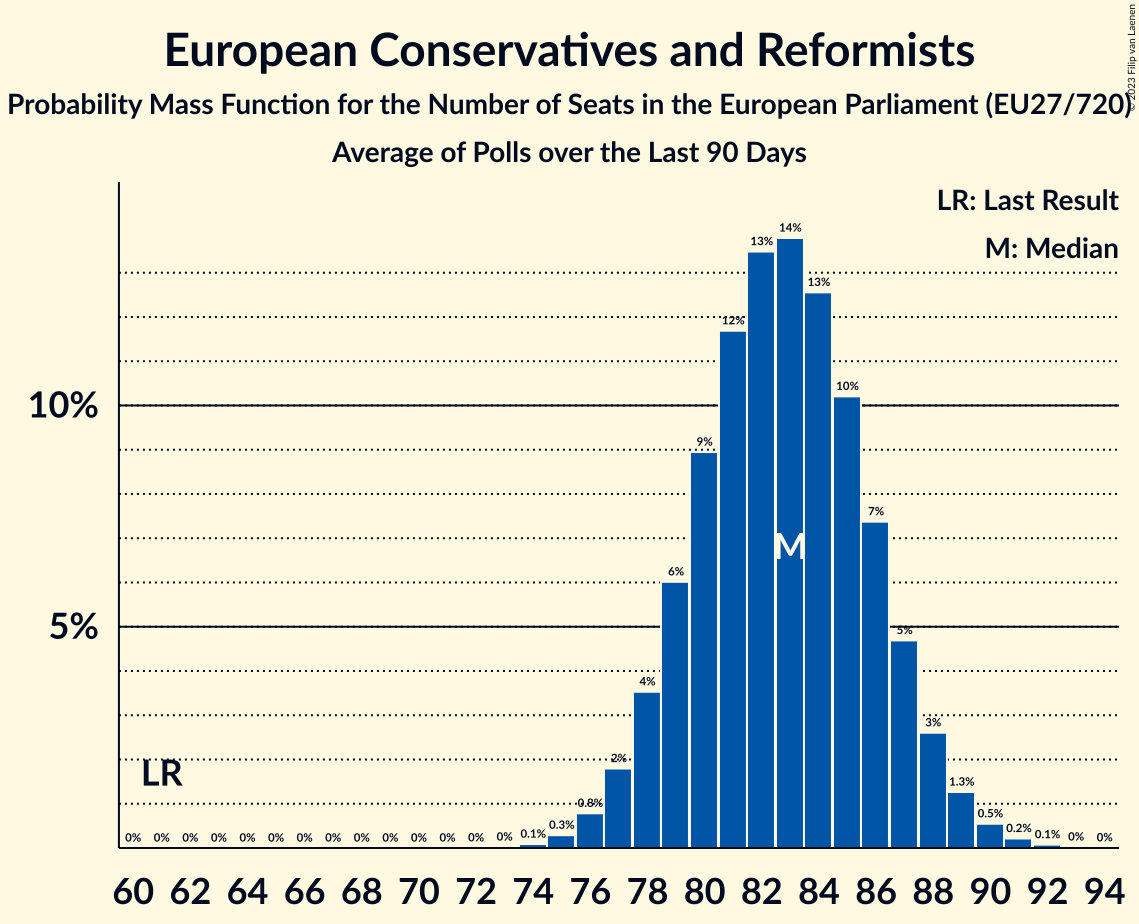 © 2023 Filip van Laenen
European Conservatives and Reformists
Probability Mass Function for the Number of Seats in the European Parliament (EU27/720)
Average of Polls over the Last 90 Days
LR: Last Result
M: Median
14%
13%
13%
12%
10%
10%
9%
7%
M
6%
5%
5%
4%
3%
2%
LR
1.3%
0.8%
0.5%
0.3%
0.2%
0% 0% 0% 0% 0% 0% 0% 0% 0% 0% 0% 0% 0% 0% 0.1% 0.1% 0% 0%
60 62 64 66 68 70 72 74 76 78 80 82 84 86 88 90 92 94